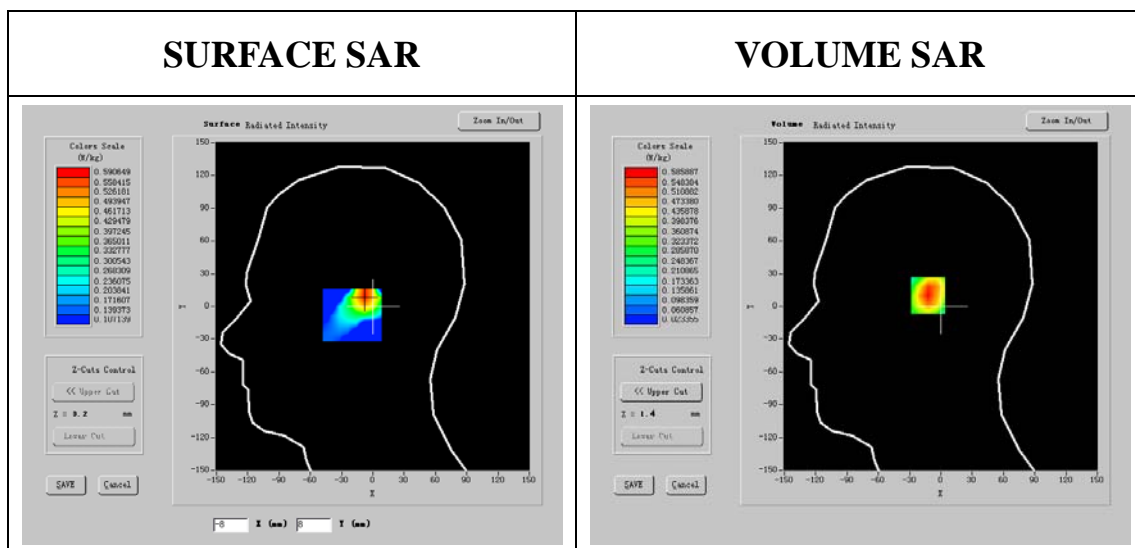 SURFACE SAR
VOLUME SAR
Surface Radiated Intensity
Zoom In/Out
Colors Scale
(W/kg)
0.590649
0.558415
0.526181
0.493947
0.461713
0.429479
0.397245
0.365011
0.332777
0.300543
0.268309
0.236075
0.203841
0.171607
0.139373
0.107139
150
120
90
60
30
0
-30
-60
-90
-120
-150
Y
-150 -120 -90 -60 -30 0 30 60 90 120 150
X
Z-Cuts Control
<< Upper Cut
Z = 0.2 mm
Lower Cut
SAVE Cancel
-8 X (mm) 8 Y (mm)
Volume Radiated Intensity
Zoom In/Out
Colors Scale
(W/kg)
0.585887
0.548384
0.510882
0.473380
0.435878
0.398376
0.360874
0.323372
0.285870
0.248367
0.210865
0.173363
0.135861
0.098359
0.060857
0.023355
150
120
90
60
30
0
-30
-60
-90
-120
-150
Y
-150 -120 -90 -60 -30 0 30 60 90 120 150
X
Z-Cuts Control
<< Upper Cut
Z = 1.4 mm
Lower Cut
SAVE Cancel